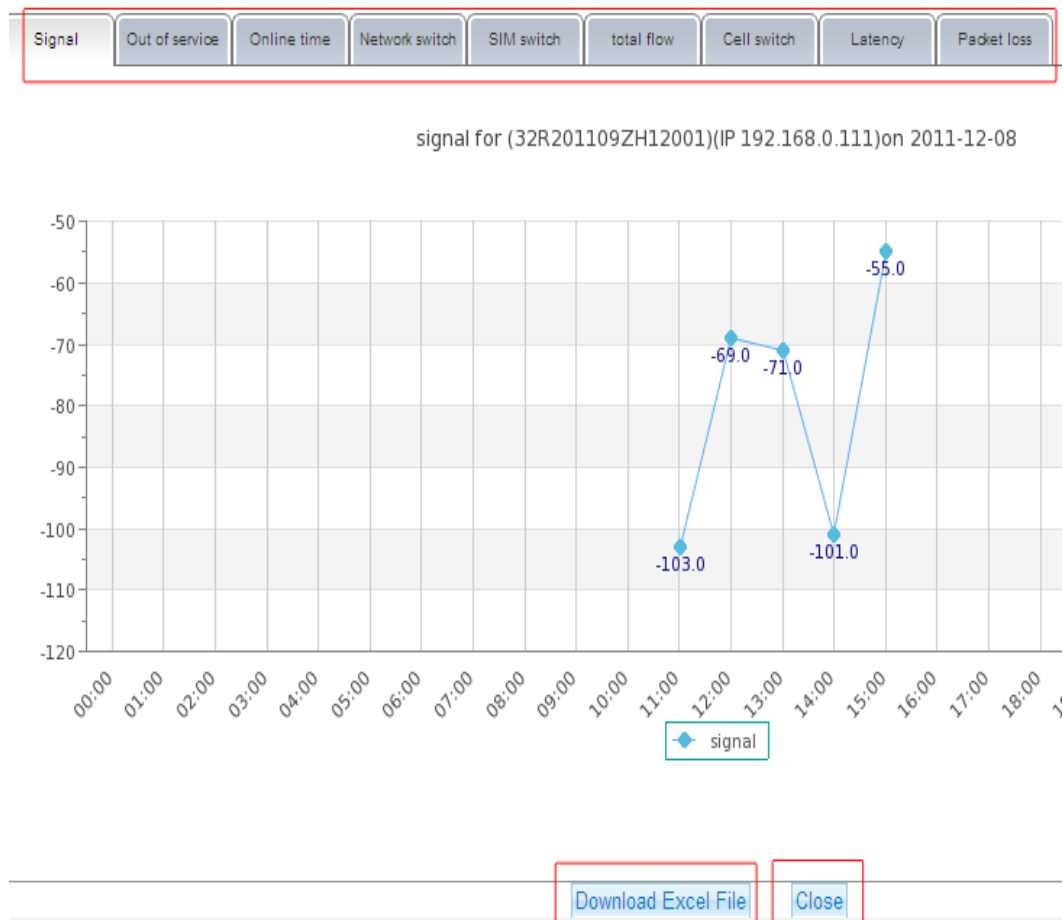 Signal Out of service Online time Network switch SIM switch total flow Cell switch Latency Packet loss
signal for (32R201109ZH12001)(IP 192.168.0.111)on 2011-12-08
-50
-55.0
-60
-70
-69.0
-71.0
-80
-90
-100
-101.0
-103.0
-110
-120
00:00 01:00 02:00 03:00 04:00 05:00 06:00 07:00 08:00 09:00 10:00 11:00 12:00 13:00 14:00 15:00 16:00 17:00 18:00
signal
Download Excel File Close